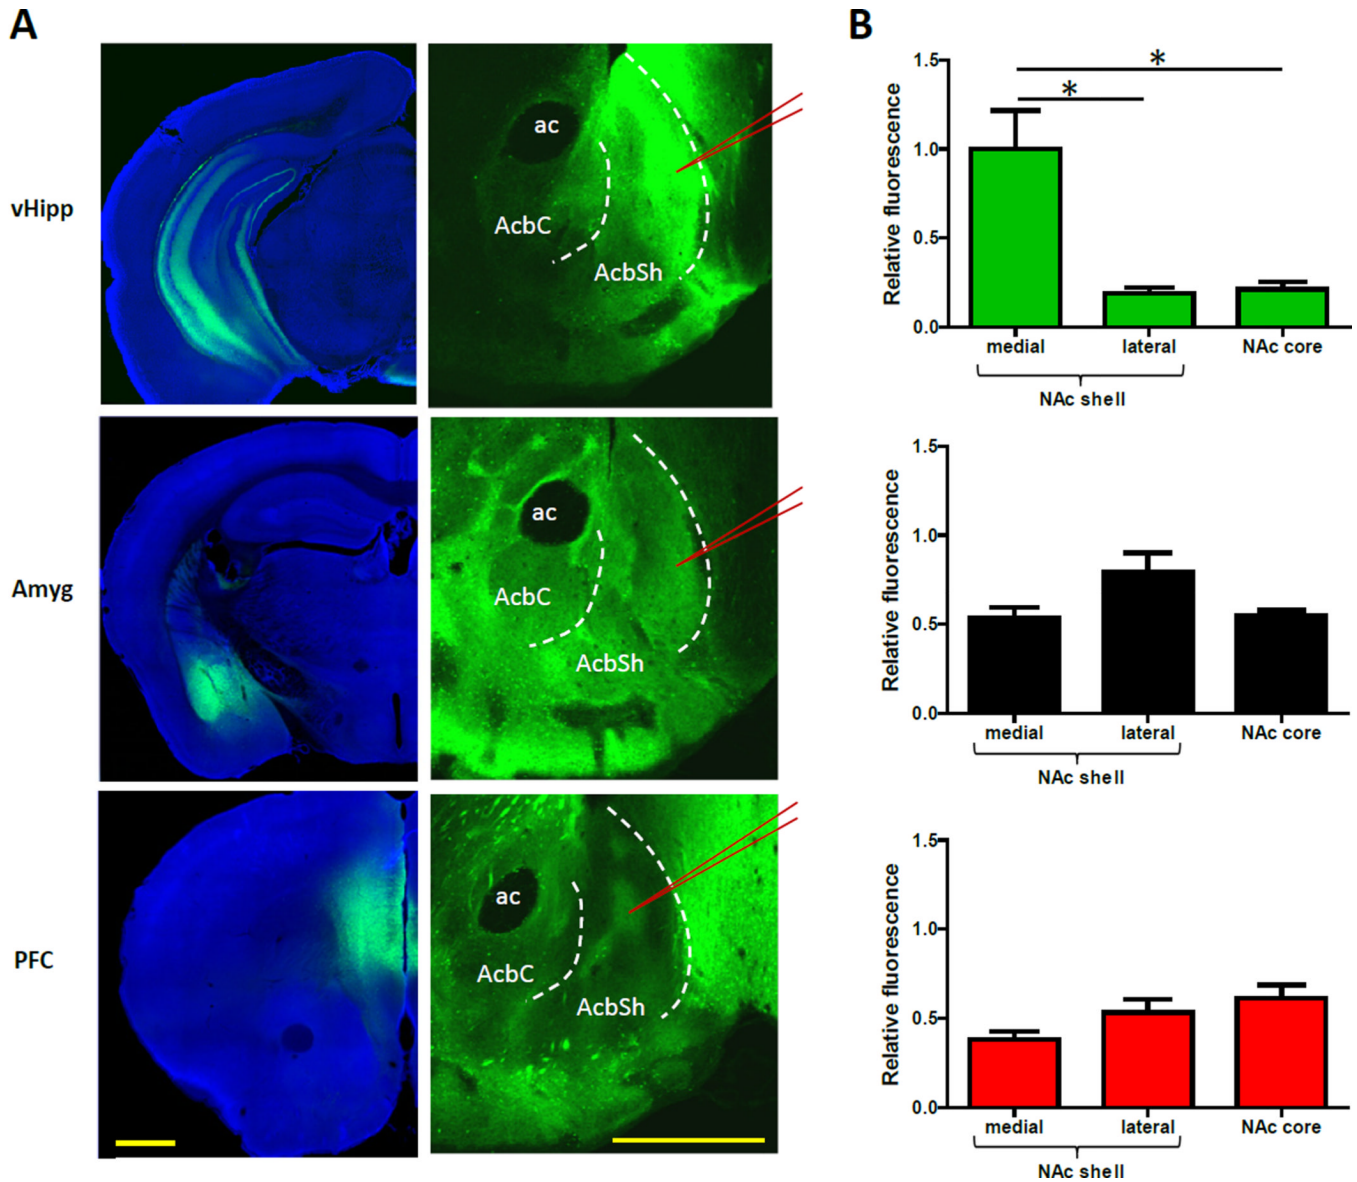 A
vHipp
ac
AcbC
AcbSh
Amyg
ac
AcbC
AcbSh
PFC
ac
AcbC
AcbSh
B
Relative fluorescence
1.5
1.0
0.5
0.0
*
*
medial lateral NAc core
NAc shell
Relative fluorescence
1.5
1.0
0.5
0.0
medial lateral NAc core
NAc shell
Relative fluorescence
1.5
1.0
0.5
0.0
medial lateral NAc core
NAc shell